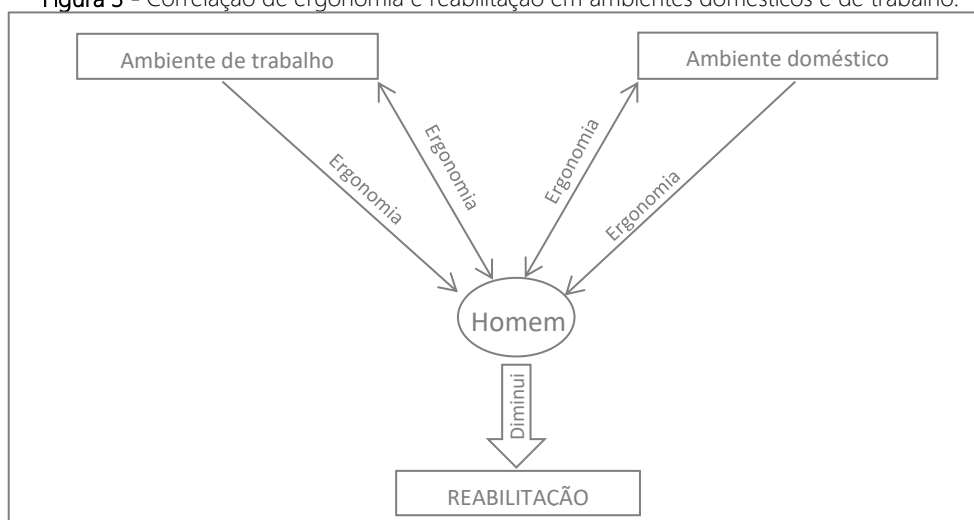 Figura 3 - Correlação de ergonomia e reabilitação em ambientes domésticos e de trabalho.
Ambiente de trabalho
Ambiente doméstico
Ergonomia
Ergonomia
Ergonomia
Ergonomia
Homem
Diminui
REABILITAÇÃO